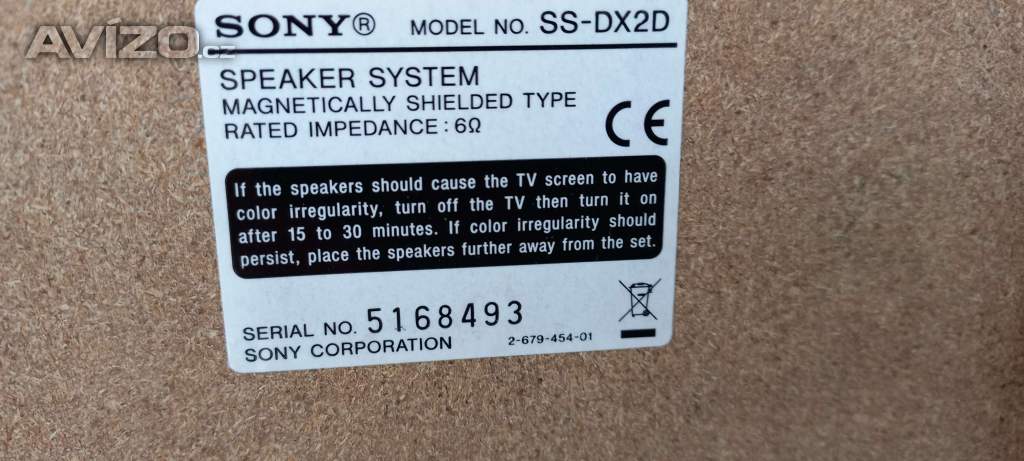 AVÍZO.cz
SONY® MODEL NO. SS-DX2D
SPEAKER SYSTEM
MAGNETICALLY SHIELDED TYPE
RATED IMPEDANCE : 6Ω
CE
If the speakers should cause the TV screen to have
color irregularity, turn off the TV then turn it on
after 15 to 30 minutes. If color irregularity should
persist, place the speakers further away from the set.
SERIAL NO. 5168493
SONY CORPORATION 2-679-454-01